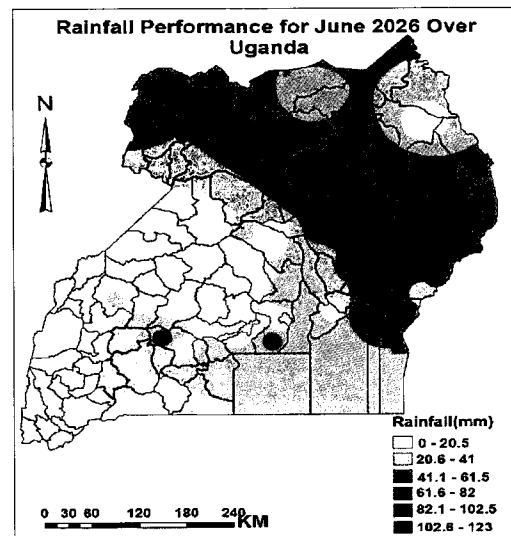 Rainfall Performance for June 2026 Over
Uganda
N
Rainfall(mm)
0 - 20.5
20.6 - 41
41.1 - 61.5
61.6 - 82
82.1 - 102.5
102.6 - 123
0 30 60 120 180 240
KM